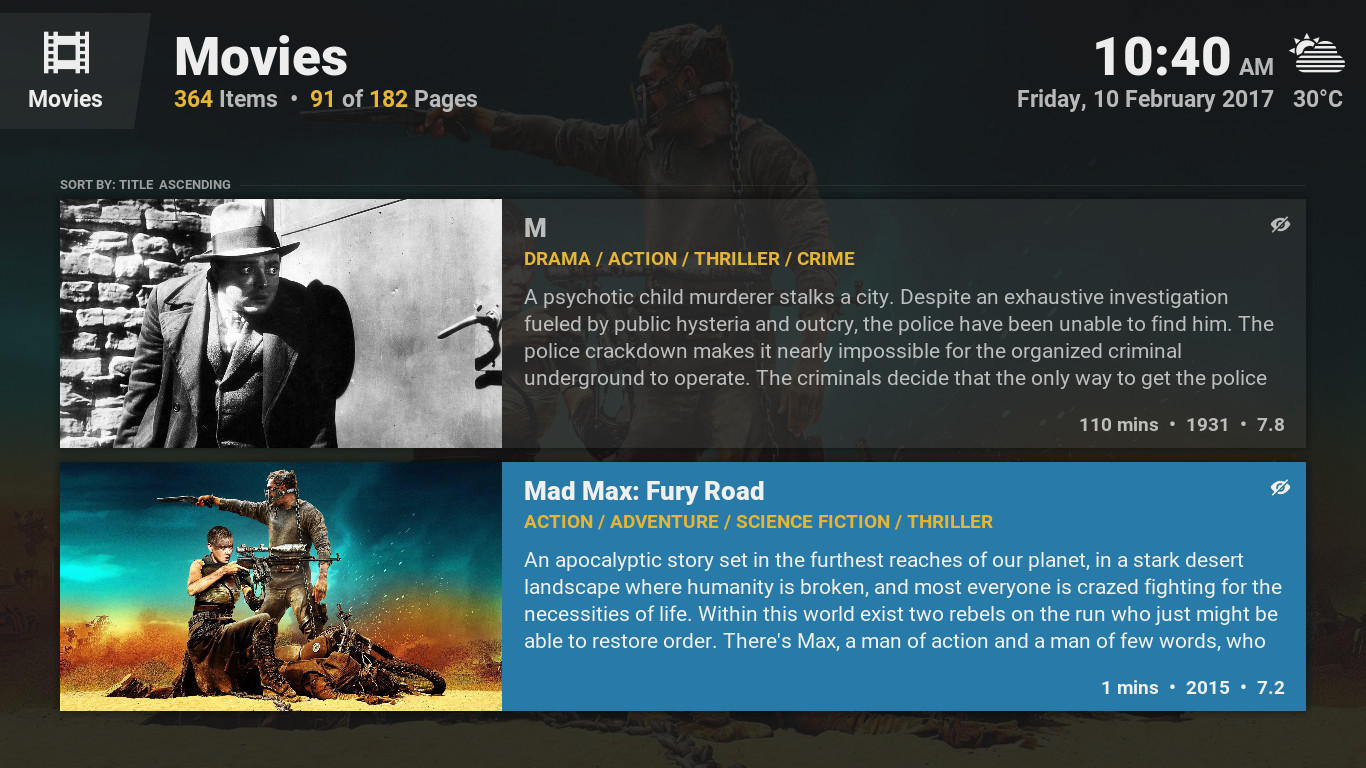 Movies
Movies
364 Items • 91 of 182 Pages
10:40 AM
Friday, 10 February 2017 30°C
SORT BY: TITLE ASCENDING
M
DRAMA / ACTION / THRILLER / CRIME
A psychotic child murderer stalks a city. Despite an exhaustive investigation
fueled by public hysteria and outcry, the police have been unable to find him. The
police crackdown makes it nearly impossible for the organized criminal
underground to operate. The criminals decide that the only way to get the police
110 mins • 1931 • 7.8
Mad Max: Fury Road
ACTION / ADVENTURE / SCIENCE FICTION / THRILLER
An apocalyptic story set in the furthest reaches of our planet, in a stark desert
landscape where humanity is broken, and most everyone is crazed fighting for the
necessities of life. Within this world exist two rebels on the run who just might be
able to restore order. There's Max, a man of action and a man of few words, who
1 mins • 2015 • 7.2